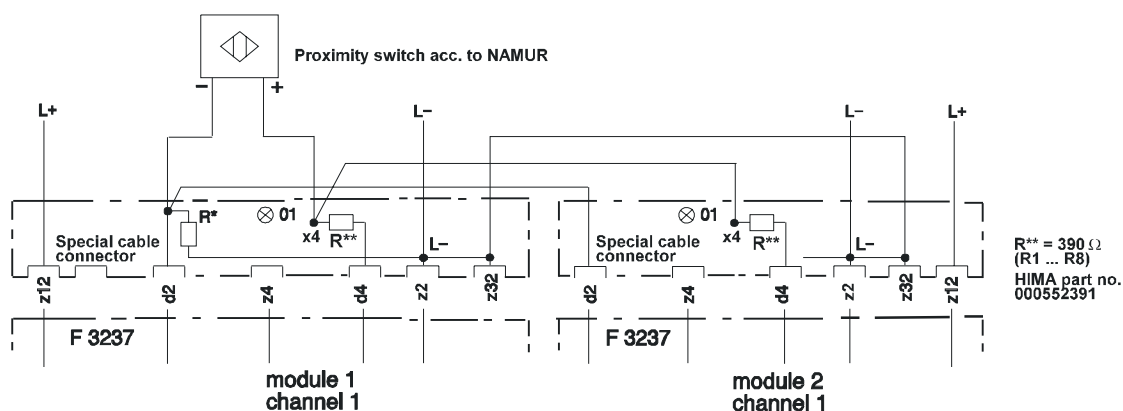 Proximity switch acc. to NAMUR
– +
L+ L– L– L+
R* 01 x4 R** L–
Special cable
connector
z12 d2 z4 d4 z2 z32
F 3237
module 1
channel 1
01 x4 R** L–
Special cable
connector
d2 z4 d4 z2 z32 z12
F 3237
module 2
channel 1
R** = 390 Ω
(R1 ... R8)
HIMA part no.
000552391